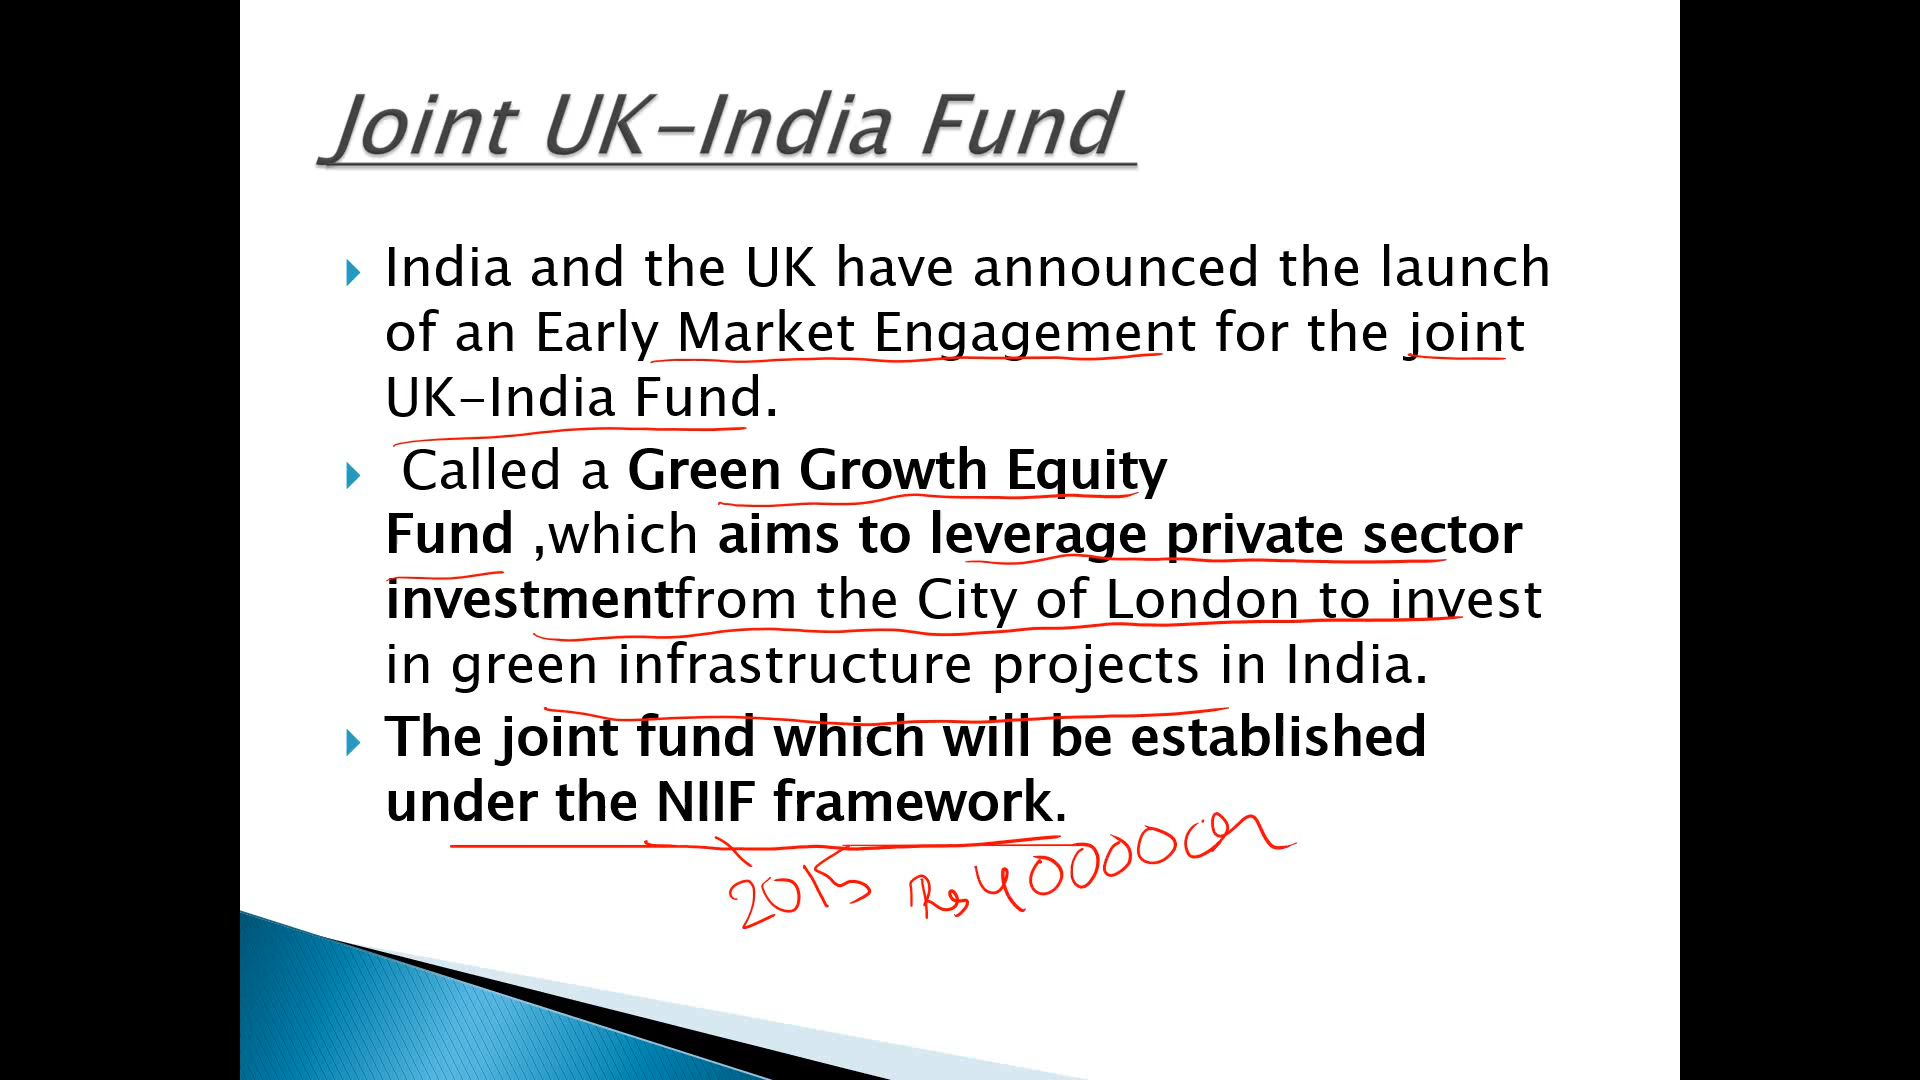 Joint UK-India Fund
India and the UK have announced the launch
of an Early Market Engagement for the joint
UK-India Fund.
Called a Green Growth Equity
Fund ,which aims to leverage private sector
investmentfrom the City of London to invest
in green infrastructure projects in India.
The joint fund which will be established
under the NIIF framework.
2015 Rs 40000 cr